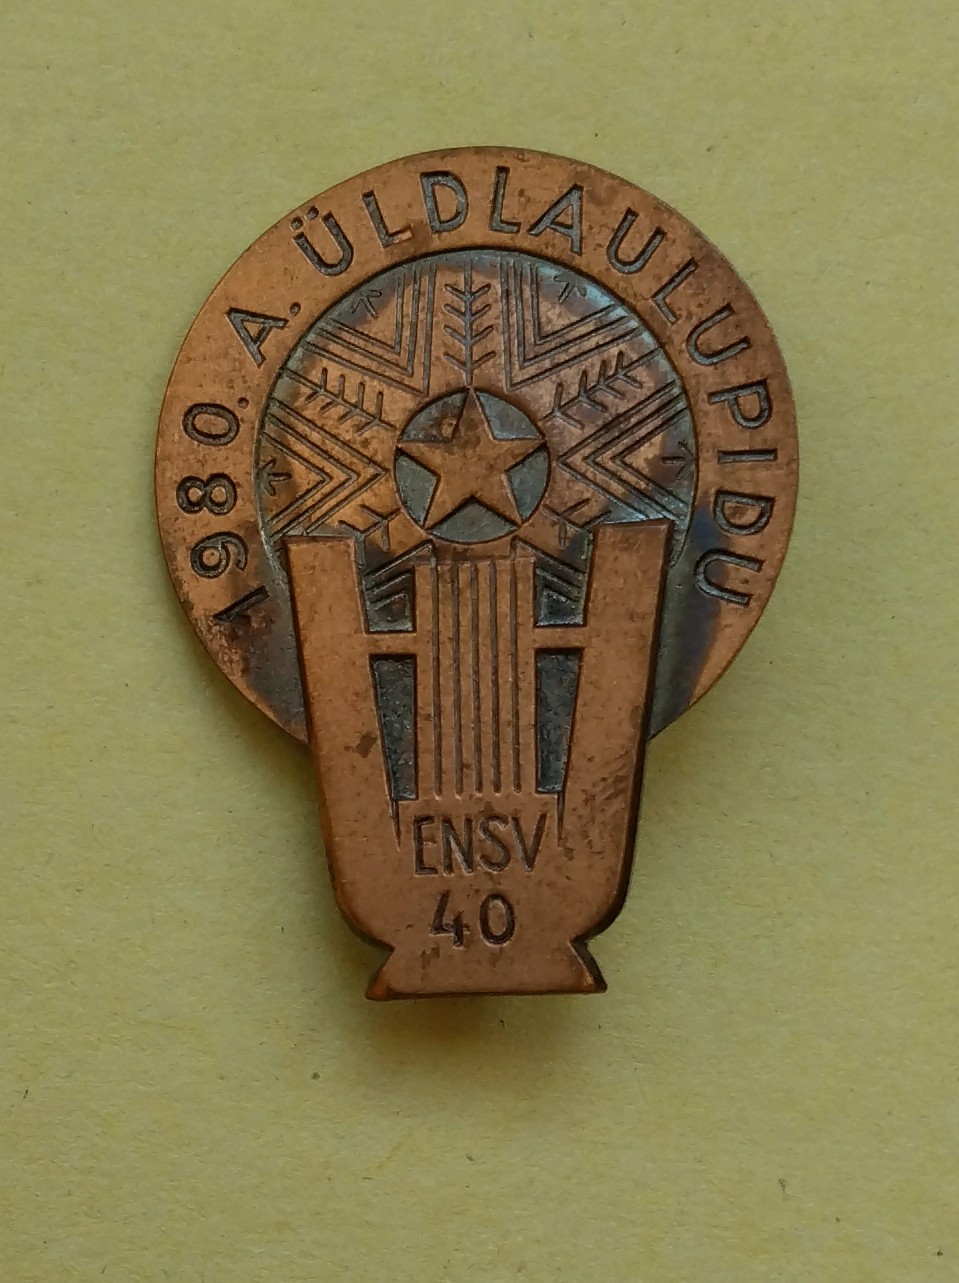 1980. A. ÜLDLAULUPIDU
ENSV
40